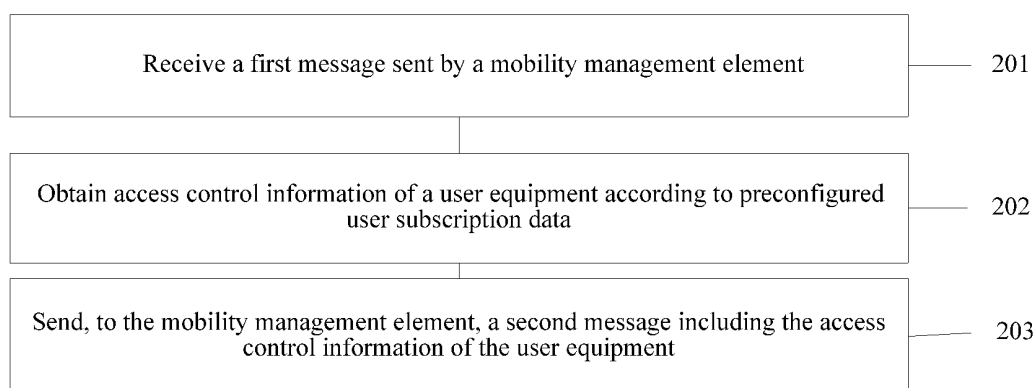 Receive a first message sent by a mobility management element
201
Obtain access control information of a user equipment according to preconfigured
user subscription data
202
Send, to the mobility management element, a second message including the access
control information of the user equipment
203